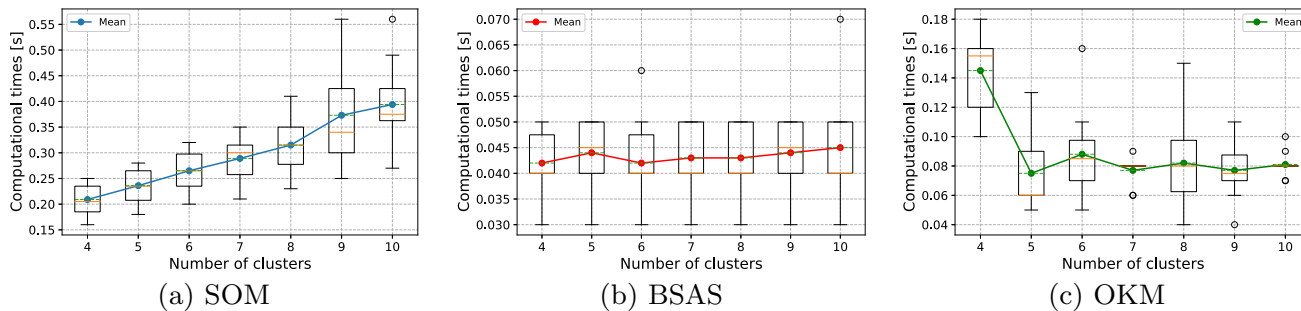 Computational times [s]
0.55
0.50
0.45
0.40
0.35
0.30
0.25
0.20
0.15
Mean
4 5 6 7 8 9 10
Number of clusters
(a) SOM
Computational times [s]
0.070
0.065
0.060
0.055
0.050
0.045
0.040
0.035
0.030
Mean
4 5 6 7 8 9 10
Number of clusters
(b) BSAS
Computational times [s]
0.18
0.16
0.14
0.12
0.10
0.08
0.06
0.04
Mean
4 5 6 7 8 9 10
Number of clusters
(c) OKM